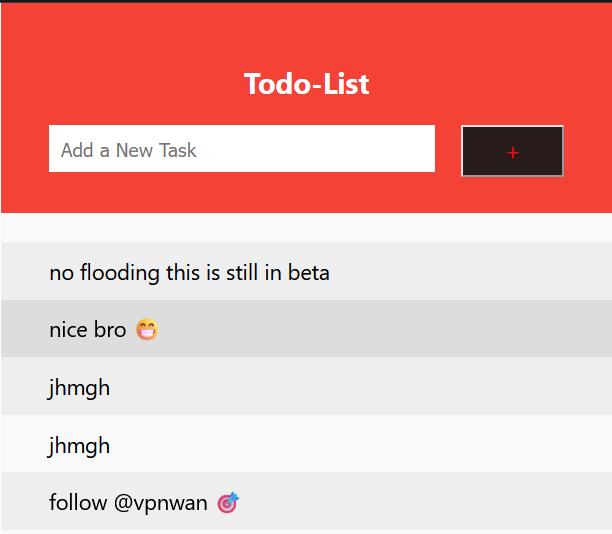 Todo-List
Add a New Task
+
no flooding this is still in beta
nice bro 😁
jhmgh
jhmgh
follow @vpnwan 🎯